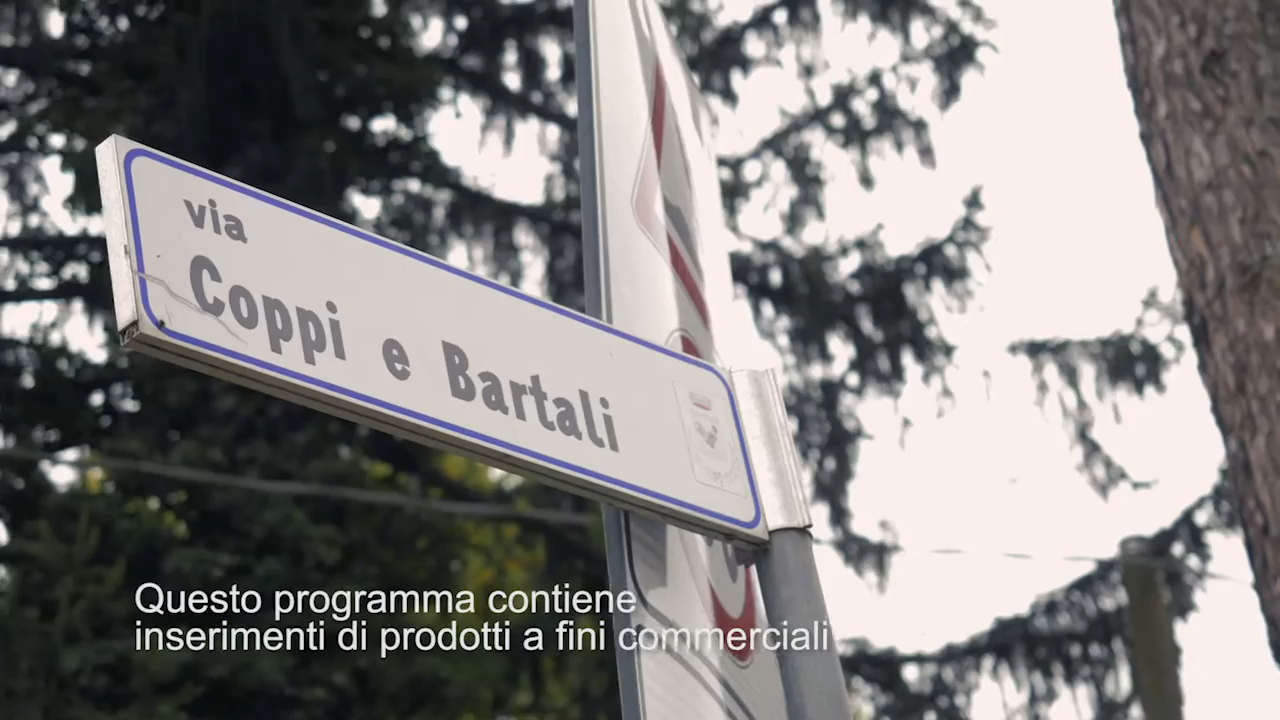 via
Coppi e Bartali
Questo programma contiene
inserimenti di prodotti a fini commerciali